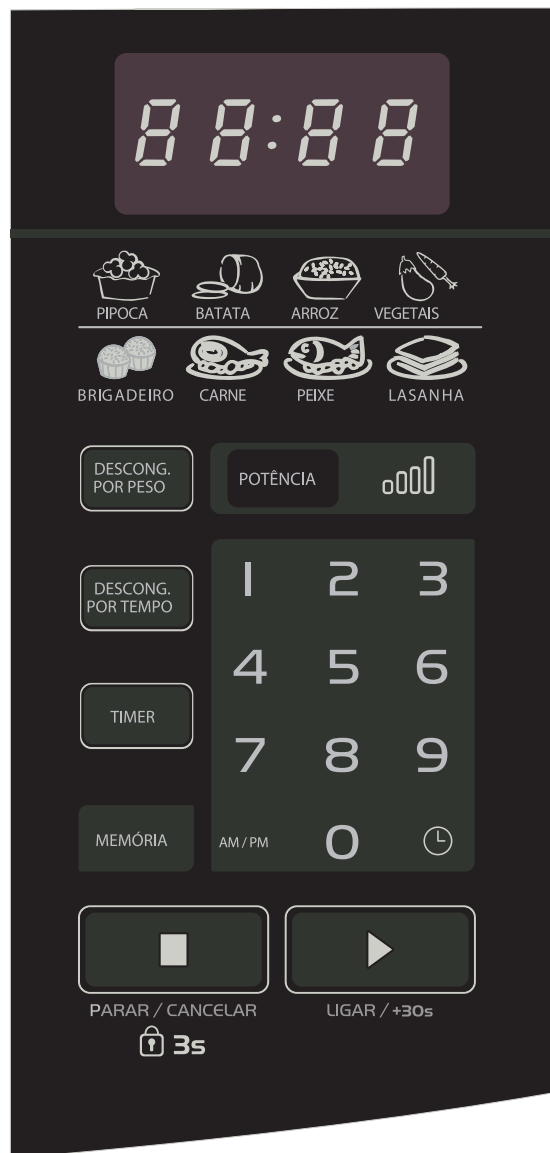 88:88
PIPOCA BATATA ARROZ VEGETAIS
BRIGADEIRO CARNE PEIXE LASANHA
DESCONG.
POR PESO
POTÊNCIA
DESCONG.
POR TEMPO
TIMER
MEMÓRIA
1 2 3
4 5 6
7 8 9
AM / PM 0
PARAR / CANCELAR
3s
LIGAR / +30s